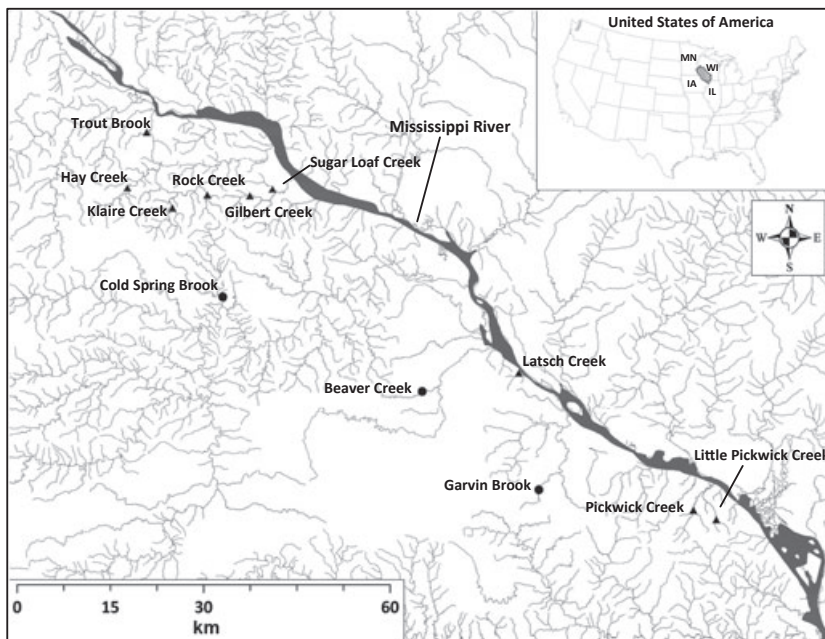 United States of America
MN
WI
IA
IL
Trout Brook
Mississippi River
Sugar Loaf Creek
Hay Creek
Rock Creek
Klaire Creek
Gilbert Creek
N
W
E
S
Cold Spring Brook
Latsch Creek
Beaver Creek
Little Pickwick Creek
Garvin Brook
Pickwick Creek
0 15 30 60
km